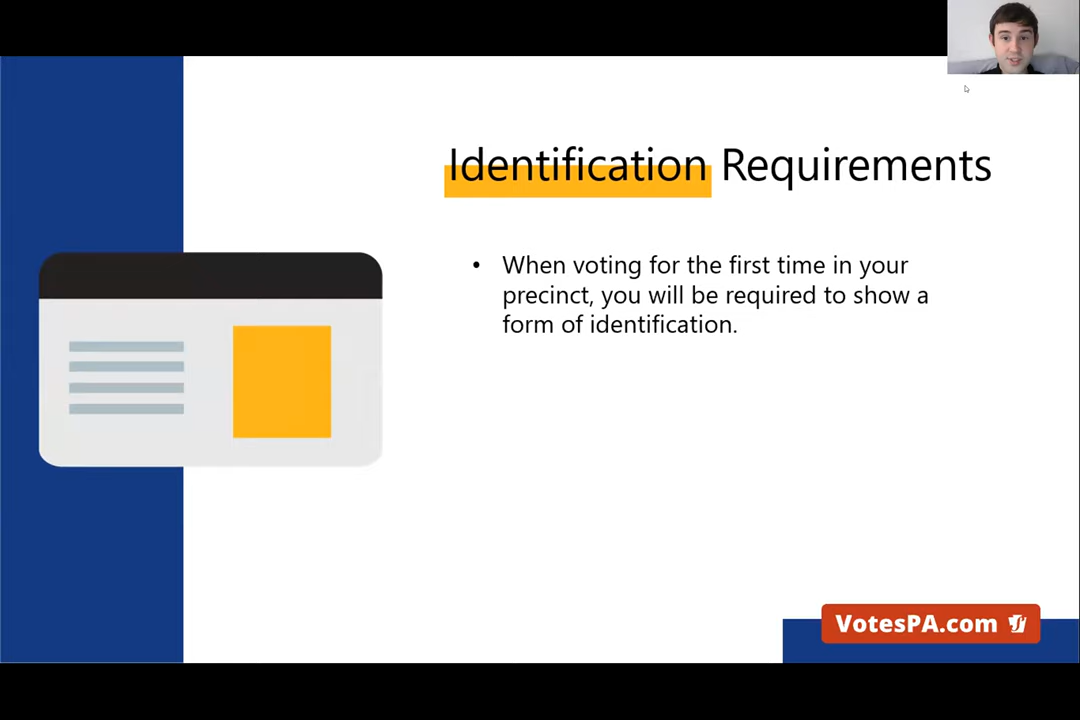 Identification Requirements
• When voting for the first time in your
precinct, you will be required to show a
form of identification.
VotesPA.com